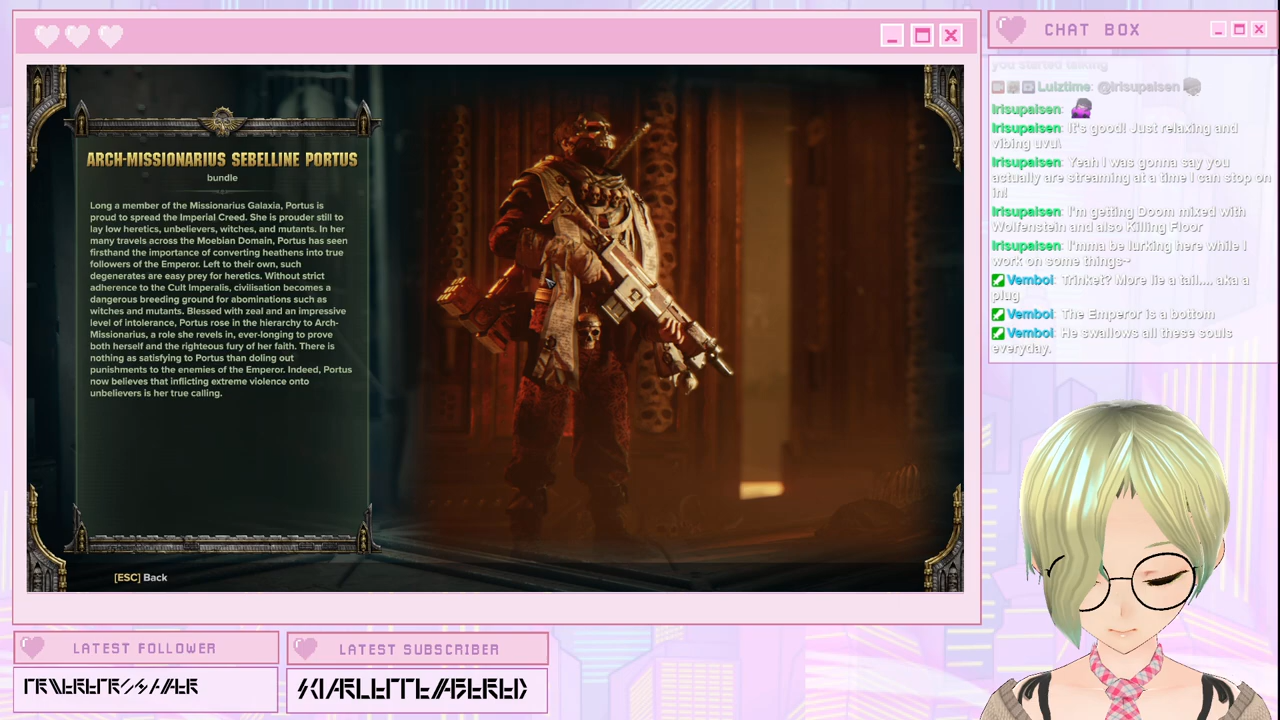 ARCH-MISSIONARIUS SEBELLINE PORTUS
bundle
Long a member of the Missionarius Galaxia, Portus is
proud to spread the Imperial Creed. She is prouder still to
lay low heretics, unbelievers, witches, and mutants. In her
many travels across the Moebian Domain, Portus has seen
firsthand the importance of converting heathens into true
followers of the Emperor. Left to their own, such
degenerates are easy prey for heretics. Without strict
adherence to the Cult Imperalis, civilisation becomes a
dangerous breeding ground for abominations such as
witches and mutants. Blessed with zeal and an impressive
level of intolerance, Portus rose in the hierarchy to Arch-
Missionarius, a role she revels in, ever-longing to prove
both herself and the righteous fury of her faith. There is
nothing as satisfying to Portus than doling out
punishments to the enemies of the Emperor. Indeed, Portus
now believes that inflicting extreme violence onto
unbelievers is her true calling.
[ESC] Back
CHAT BOX
you started talking
Luiztime: @Irisupaisen
Irisupaisen:
Irisupaisen: It's good! Just relaxing and
vibing uvu\
Irisupaisen: Yeah I was gonna say you
actually are streaming at a time I can stop on
in!
Irisupaisen: I'm getting Doom mixed with
Wolfenstein and also Killing Floor
Irisupaisen: I'mma be lurking here while I
work on some things~
Vembol: Trinket? More lie a tail.... aka a
plug
Vembol: The Emperor is a bottom
Vembol: He swallows all these souls
everyday.
LATEST FOLLOWER
LATEST SUBSCRIBER